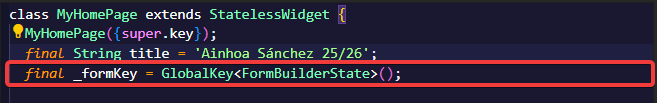 class MyHomePage extends StatelessWidget {
MyHomePage({super.key});
final String title = 'Ainhoa Sánchez 25/26';
final _formKey = GlobalKey<FormBuilderState>();